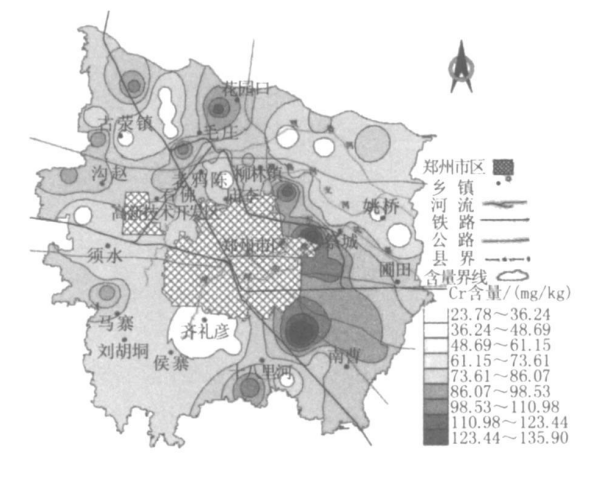 花园口
古荥镇
毛庄
沟赵
老鸦陈
柳林镇
石佛
高新技术开发区
姚桥
郑州市区
祭城
须水
圃田
马寨
齐礼彦
刘胡垌
侯寨
南曹
十八里河
郑州市区
乡 镇
河 流
铁 路
公 路
县 界
含量界线
Cr含量/(mg/kg)
23.78～36.24
36.24～48.69
48.69～61.15
61.15～73.61
73.61～86.07
86.07～98.53
98.53～110.98
110.98～123.44
123.44～135.90